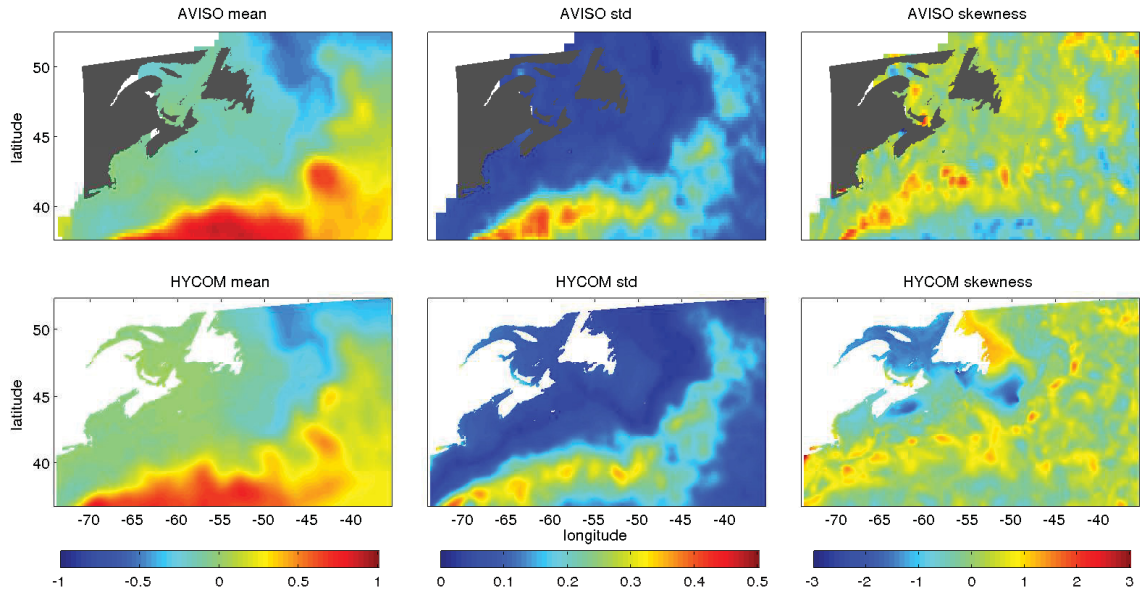 AVISO mean AVISO std AVISO skewness
50
45
40
latitude
HYCOM mean HYCOM std HYCOM skewness
50
45
40
latitude
-70 -65 -60 -55 -50 -45 -40 -70 -65 -60 -55 -50 -45 -40 -70 -65 -60 -55 -50 -45 -40
longitude
-1 -0.5 0 0.5 1 0 0.1 0.2 0.3 0.4 0.5 -3 -2 -1 0 1 2 3